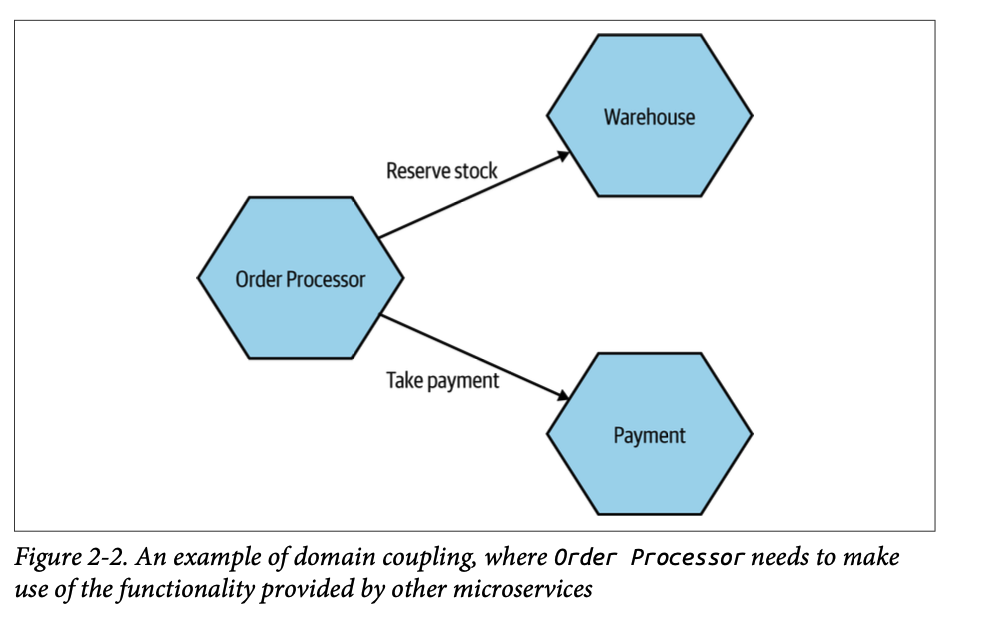 Warehouse
Reserve stock
Order Processor
Take payment
Payment
Figure 2-2. An example of domain coupling, where Order Processor needs to make
use of the functionality provided by other microservices